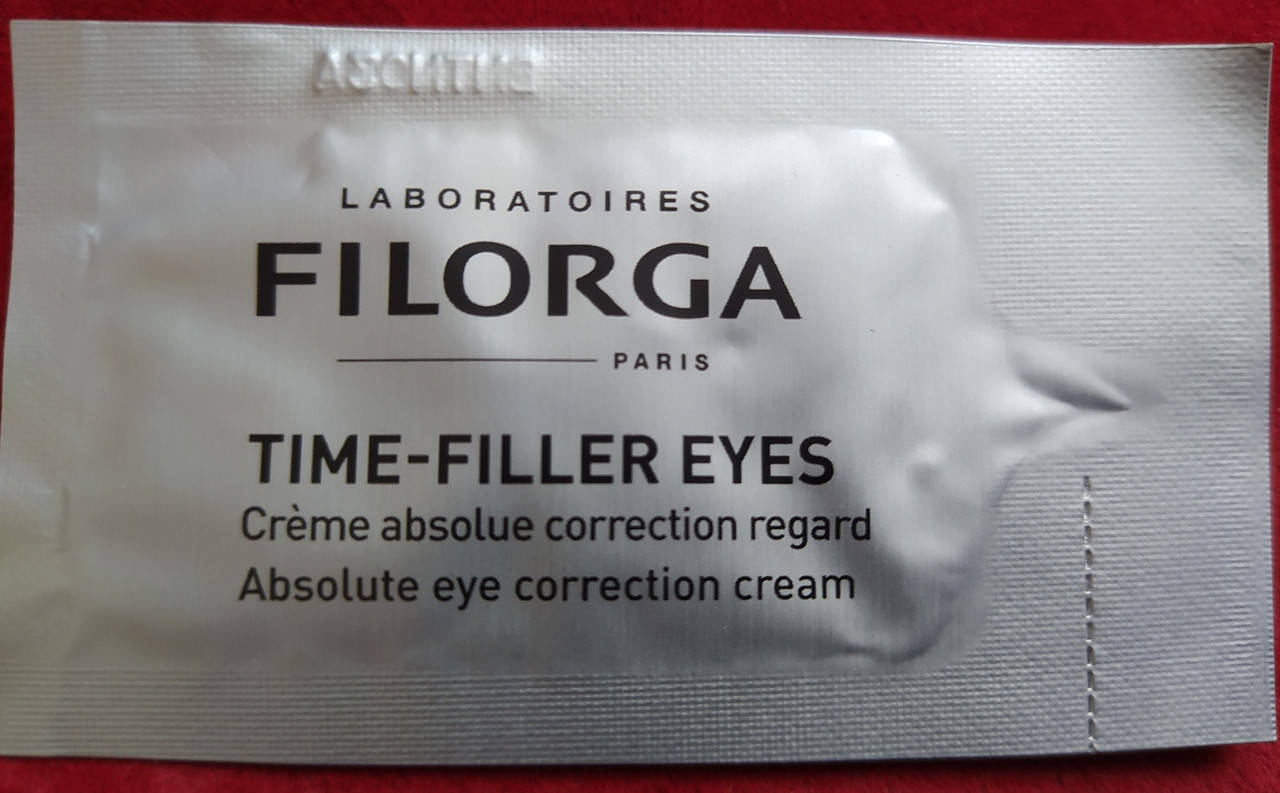 LABORATOIRES
FILORGA
PARIS
TIME-FILLER EYES
Crème absolue correction regard
Absolute eye correction cream